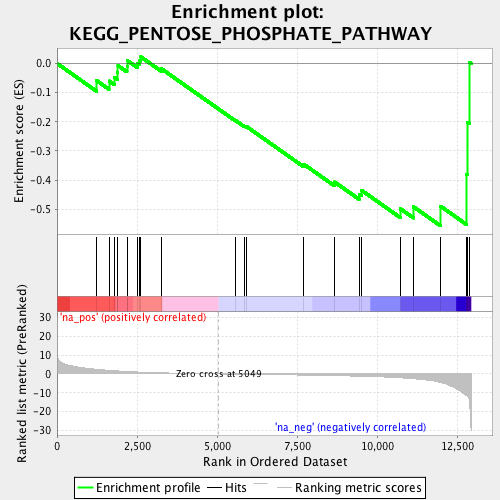 Enrichment plot:
KEGG_PENTOSE_PHOSPHATE_PATHWAY
Enrichment score (ES)
0.0
-0.1
-0.2
-0.3
-0.4
-0.5
Ranked list metric (PreRanked)
30
20
10
0
-10
-20
-30
'na_pos' (positively correlated)
Zero cross at 5049
'na_neg' (negatively correlated)
0
2,500
5,000
7,500
10,000
12,500
Rank in Ordered Dataset
Enrichment profile
Hits
Ranking metric scores